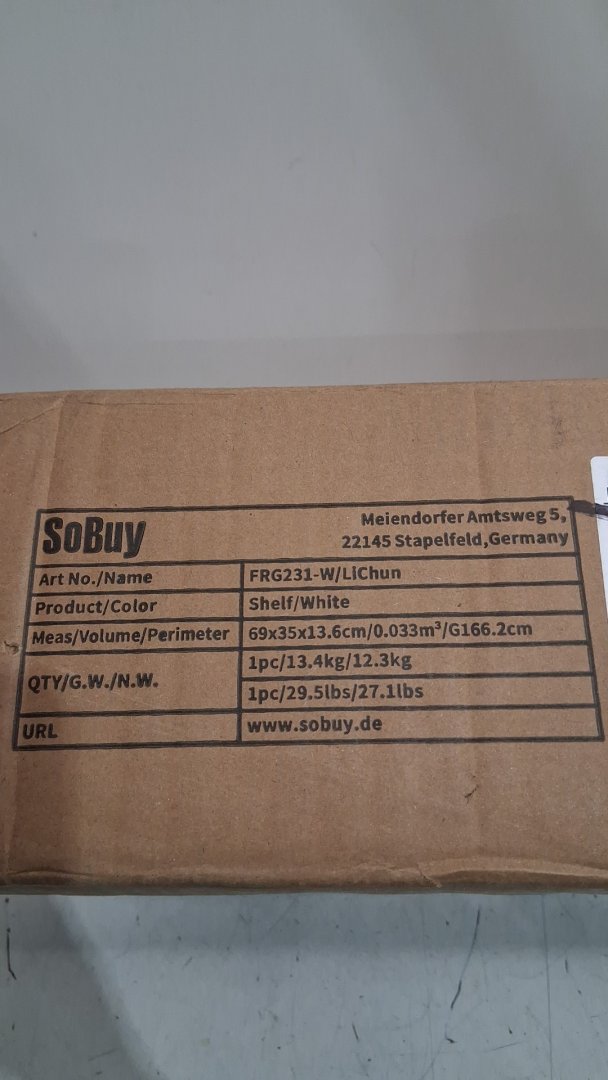 SoBuy
Meiendorfer Amtsweg 5,
22145 Stapelfeld,Germany
Art No./Name FRG231-W/LiChun
Product/Color Shelf/White
Meas/Volume/Perimeter 69x35x13.6cm/0.033m³/G166.2cm
QTY/G.W./N.W. 1pc/13.4kg/12.3kg
1pc/29.5lbs/27.1lbs
URL www.sobuy.de